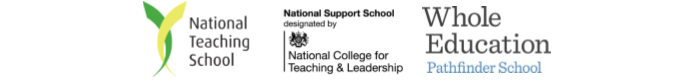 National
Teaching
School
National Support School
designated by
National College for
Teaching & Leadership
Whole
Education
Pathfinder School